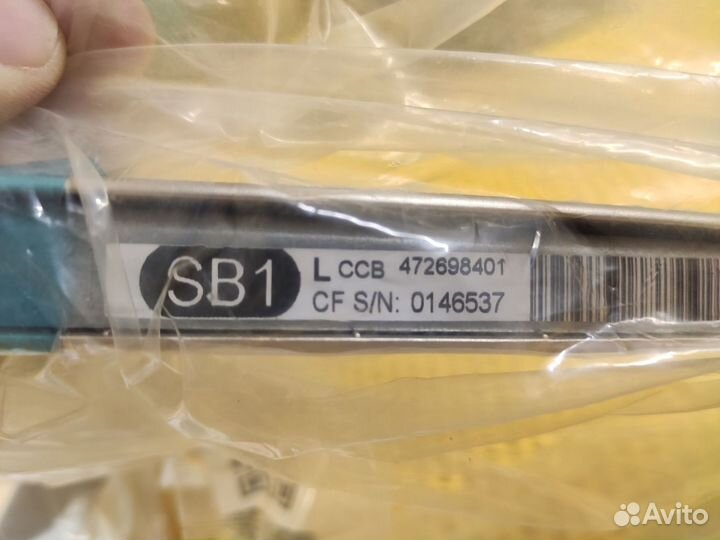 SB1
L CCB 472698401
CF S/N: 0146537
Avito